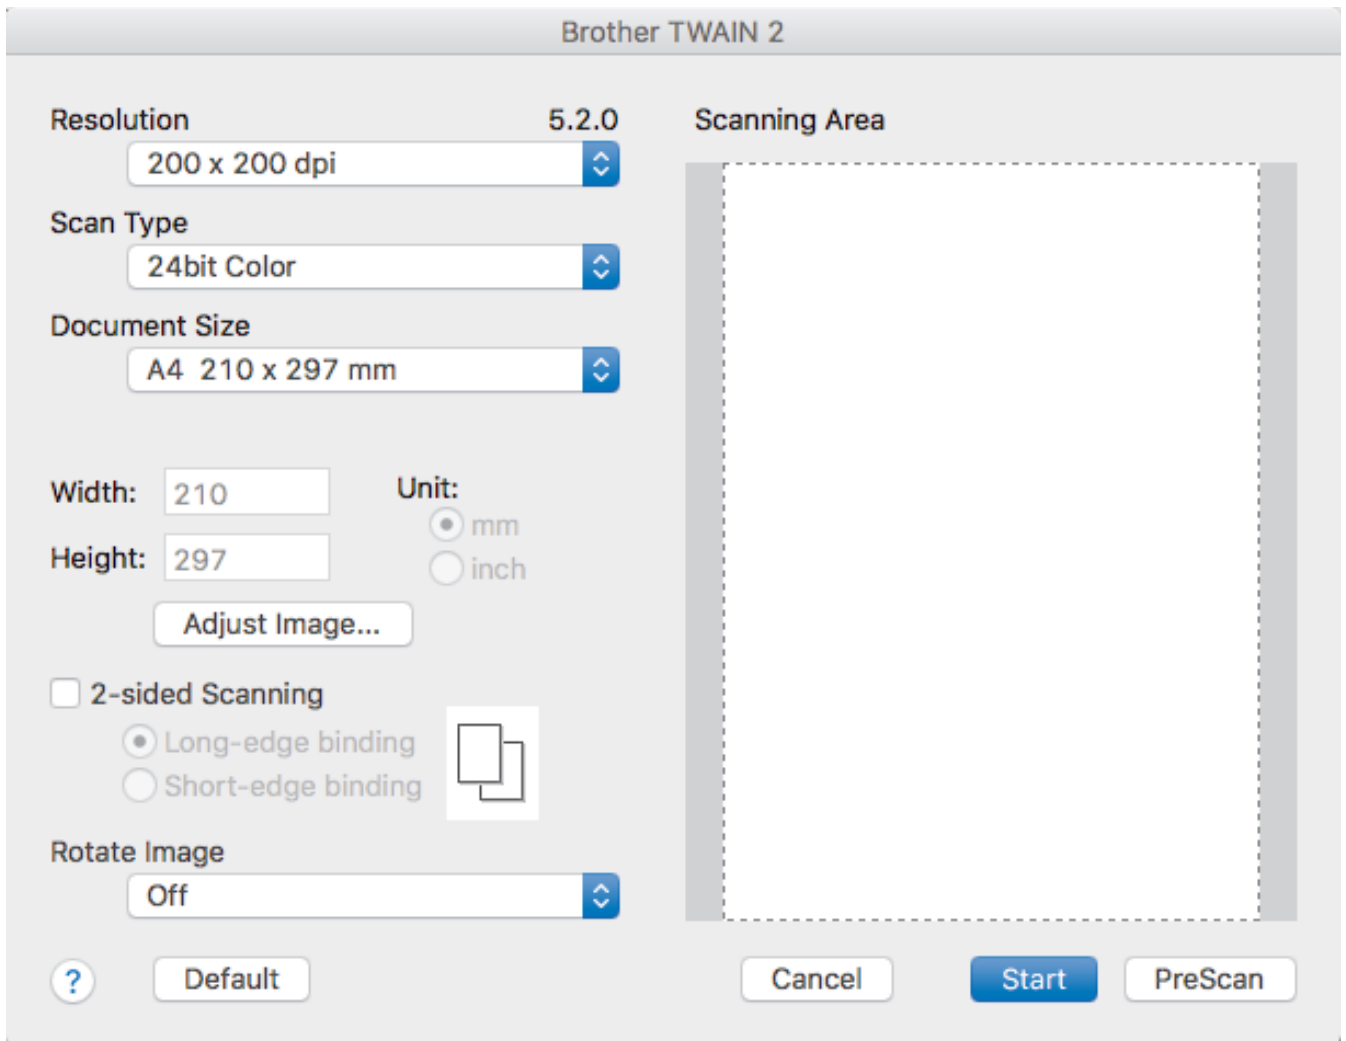 Brother TWAIN 2
Resolution 5.2.0
200 x 200 dpi
Scan Type
24bit Color
Document Size
A4 210 x 297 mm
Width: 210
Height: 297
Unit:
mm
inch
Adjust Image...
2-sided Scanning
Long-edge binding
Short-edge binding
Rotate Image
Off
? Default
Scanning Area
Cancel Start PreScan